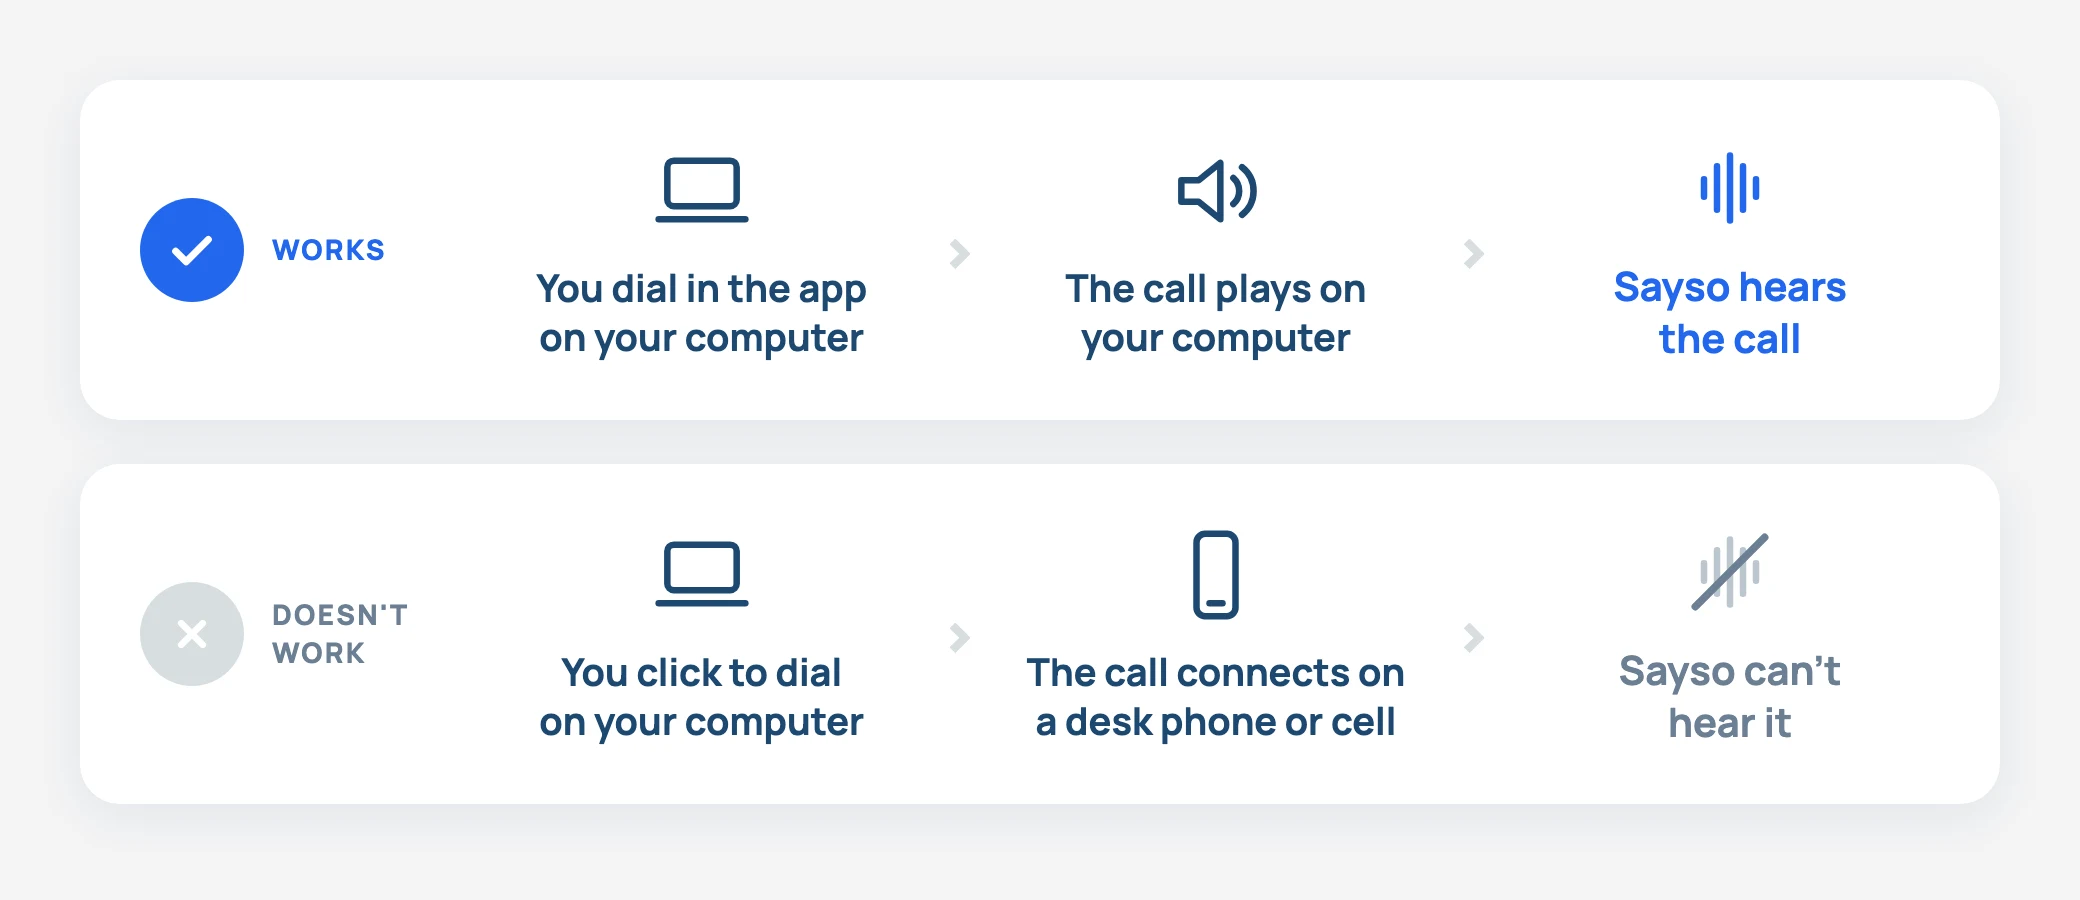 WORKS
You dial in the app
on your computer
The call plays on
your computer
Sayso hears
the call
DOESN'T
WORK
You click to dial
on your computer
The call connects on
a desk phone or cell
Sayso can’t
hear it